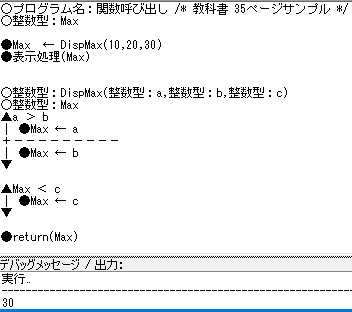 ○プログラム名:関数呼び出し /* 教科書 35ページサンプル */
○整数型:Max
●Max ← DispMax(10,20,30)
●表示処理(Max)
○整数型:DispMax(整数型:a,整数型:b,整数型:c)
○整数型:Max
▲a > b
| ●Max ← a
+----------
| ●Max ← b
▼
▲Max < c
| ●Max ← c
▼
●return(Max)
デバッグメッセージ / 出力:
実行..
30